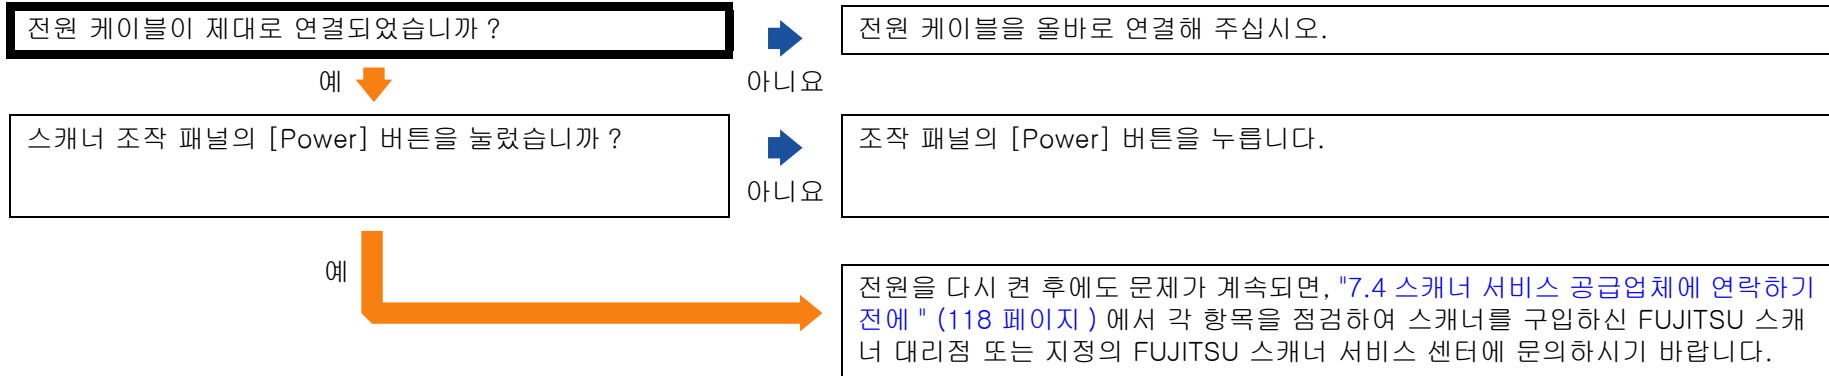 전원 케이블이 제대로 연결되었습니까 ?
전원 케이블을 올바로 연결해 주십시오.
예
아니요
스캐너 조작 패널의 [Power] 버튼을 눌렀습니까 ?
조작 패널의 [Power] 버튼을 누릅니다.
아니요
예
전원을 다시 켠 후에도 문제가 계속되면, "7.4 스캐너 서비스 공급업체에 연락하기
전에 " (118 페이지 ) 에서 각 항목을 점검하여 스캐너를 구입하신 FUJITSU 스캐
너 대리점 또는 지정의 FUJITSU 스캐너 서비스 센터에 문의하시기 바랍니다.